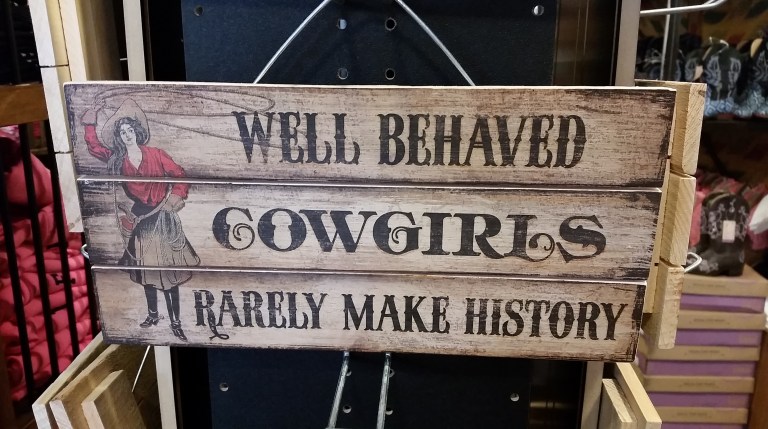 WELL BEHAVED
COWGIRLS
RARELY MAKE HISTORY